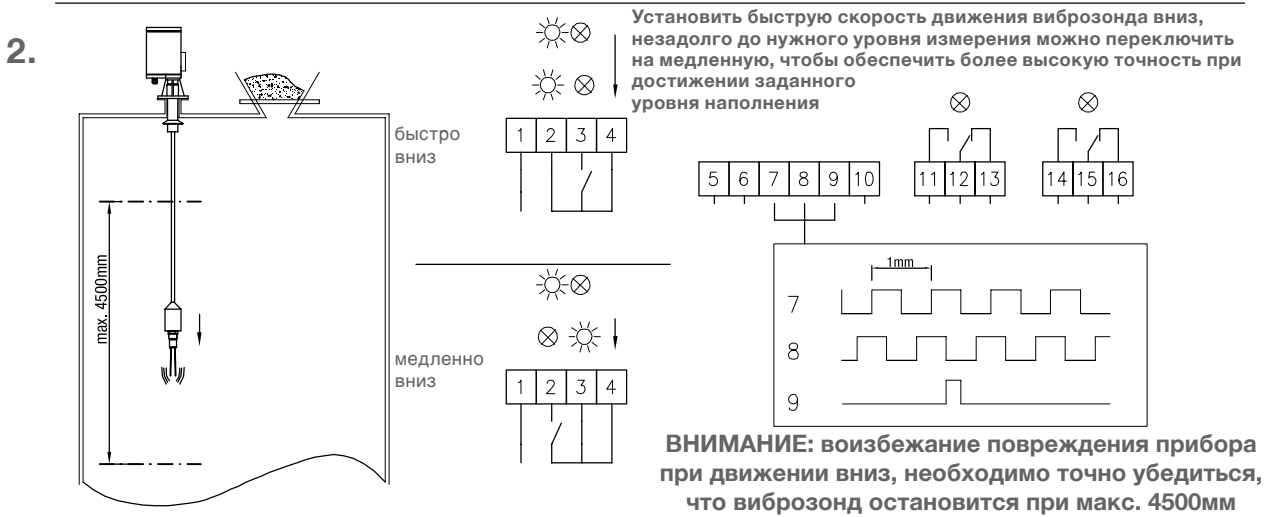 2.
Установить быструю скорость движения виброзонда вниз,
незадолго до нужного уровня измерения можно переключить
на медленную, чтобы обеспечить более высокую точность при
достижении заданного
уровня наполнения
быстро
вниз
1 2 3 4
5 6 7 8 9 10
11 12 13
14 15 16
max. 4500mm
1mm
7
8
9
медленно
вниз
1 2 3 4
ВНИМАНИЕ: воизбежание повреждения прибора
при движении вниз, необходимо точно убедиться,
что виброзонд остановится при макс. 4500мм